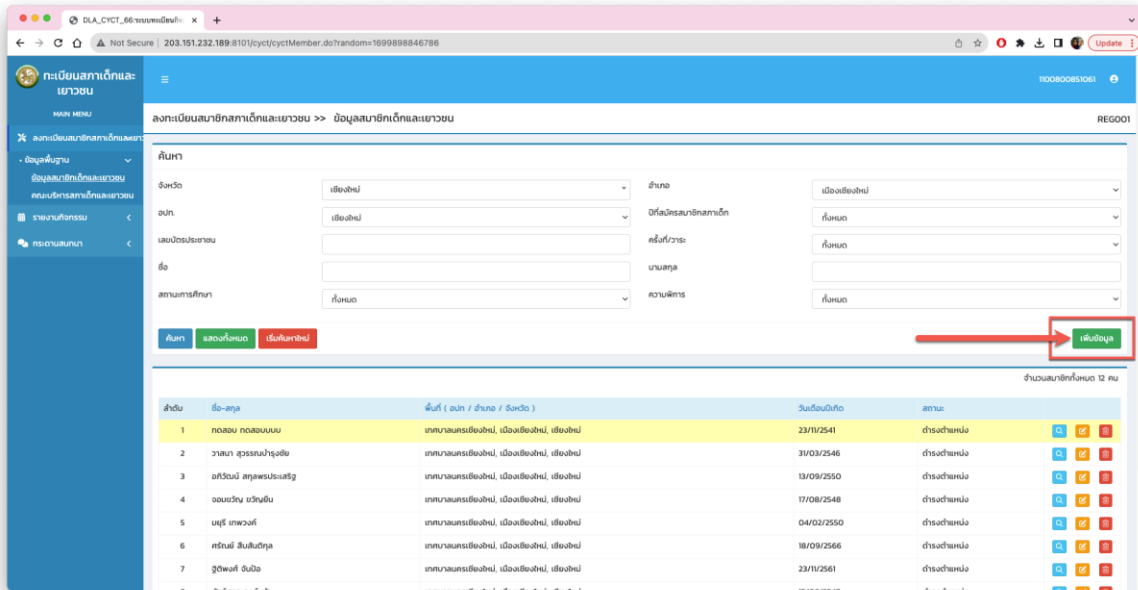 DLA_CYCT_66:ระบบทะเบียน
Not Secure | 203.151.232.189:8101/cyct/cyctMember.do?random=1699898846786
Update
ทะเบียนสภาเด็กและ
เยาวชน
1100800851061
MAIN MENU
ลงทะเบียนสมาชิกสภาเด็กและเยาวชน >> ข้อมูลสมาชิกเด็กและเยาวชน
REG001
ลงทะเบียนสมาชิกสภาเด็กและเยาว
ข้อมูลพื้นฐาน
ข้อมูลสมาชิกเด็กและเยาวชน
คณะบริหารสภาเด็กและเยาวชน
รายงานกิจกรรม
กระดานสนทนา
ค้นหา
จังหวัด เชียงใหม่ อำเภอ เมืองเชียงใหม่
อปท. เชียงใหม่ ปีที่สมัครสมาชิกสภาเด็ก ทั้งหมด
เลขบัตรประชาชน ครั้งที่/วาระ ทั้งหมด
ชื่อ นามสกุล
สถานะการศึกษา ทั้งหมด ความพิการ ทั้งหมด
ค้นหา แสดงทั้งหมด เริ่มค้นหาใหม่ เพิ่มข้อมูล
จำนวนสมาชิกทั้งหมด 12 คน
ลำดับ ชื่อ-สกุล พื้นที่ ( อปท / อำเภอ / จังหวัด ) วันเดือนปีเกิด สถานะ
1 ทดสอบ ทดสอบบบบ เทศบาลนครเชียงใหม่, เมืองเชียงใหม่, เชียงใหม่ 23/11/2541 ดำรงตำแหน่ง
2 วาสนา สุวรรณบำรุงชัย เทศบาลนครเชียงใหม่, เมืองเชียงใหม่, เชียงใหม่ 31/03/2546 ดำรงตำแหน่ง
3 อภิวัฒน์ สกุลพรประเสริฐ เทศบาลนครเชียงใหม่, เมืองเชียงใหม่, เชียงใหม่ 13/09/2550 ดำรงตำแหน่ง
4 จอมขวัญ ขวัญยืน เทศบาลนครเชียงใหม่, เมืองเชียงใหม่, เชียงใหม่ 17/08/2548 ดำรงตำแหน่ง
5 มยุรี เทพวงค์ เทศบาลนครเชียงใหม่, เมืองเชียงใหม่, เชียงใหม่ 04/02/2550 ดำรงตำแหน่ง
6 ศรัณย์ สืบสันติกุล เทศบาลนครเชียงใหม่, เมืองเชียงใหม่, เชียงใหม่ 18/09/2566 ดำรงตำแหน่ง
7 ฐิติพงศ์ จันป้อ เทศบาลนครเชียงใหม่, เมืองเชียงใหม่, เชียงใหม่ 23/11/2561 ดำรงตำแหน่ง